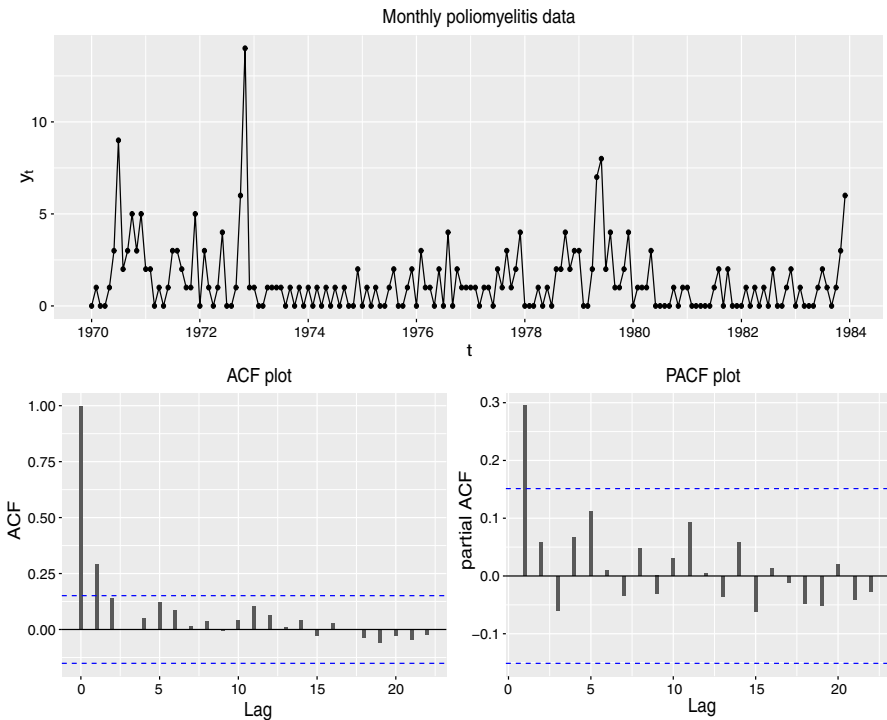 Monthly poliomyelitis data
yt
10
5
0
1970 1972 1974 1976 1978 1980 1982 1984
t
ACF plot
ACF
1.00
0.75
0.50
0.25
0.00
0 5 10 15 20
Lag
PACF plot
partial ACF
0.3
0.2
0.1
0.0
−0.1
0 5 10 15 20
Lag